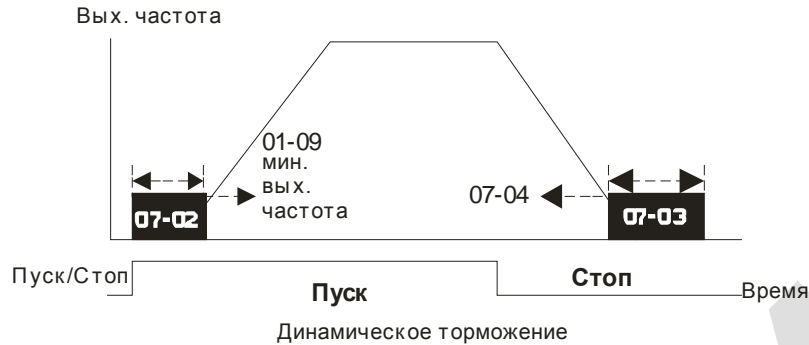 Вых. частота
01-09
мин.
вых.
частота
07-02
07-04
07-03
Пуск/Стоп
Пуск
Стоп
Время
Динамическое торможение